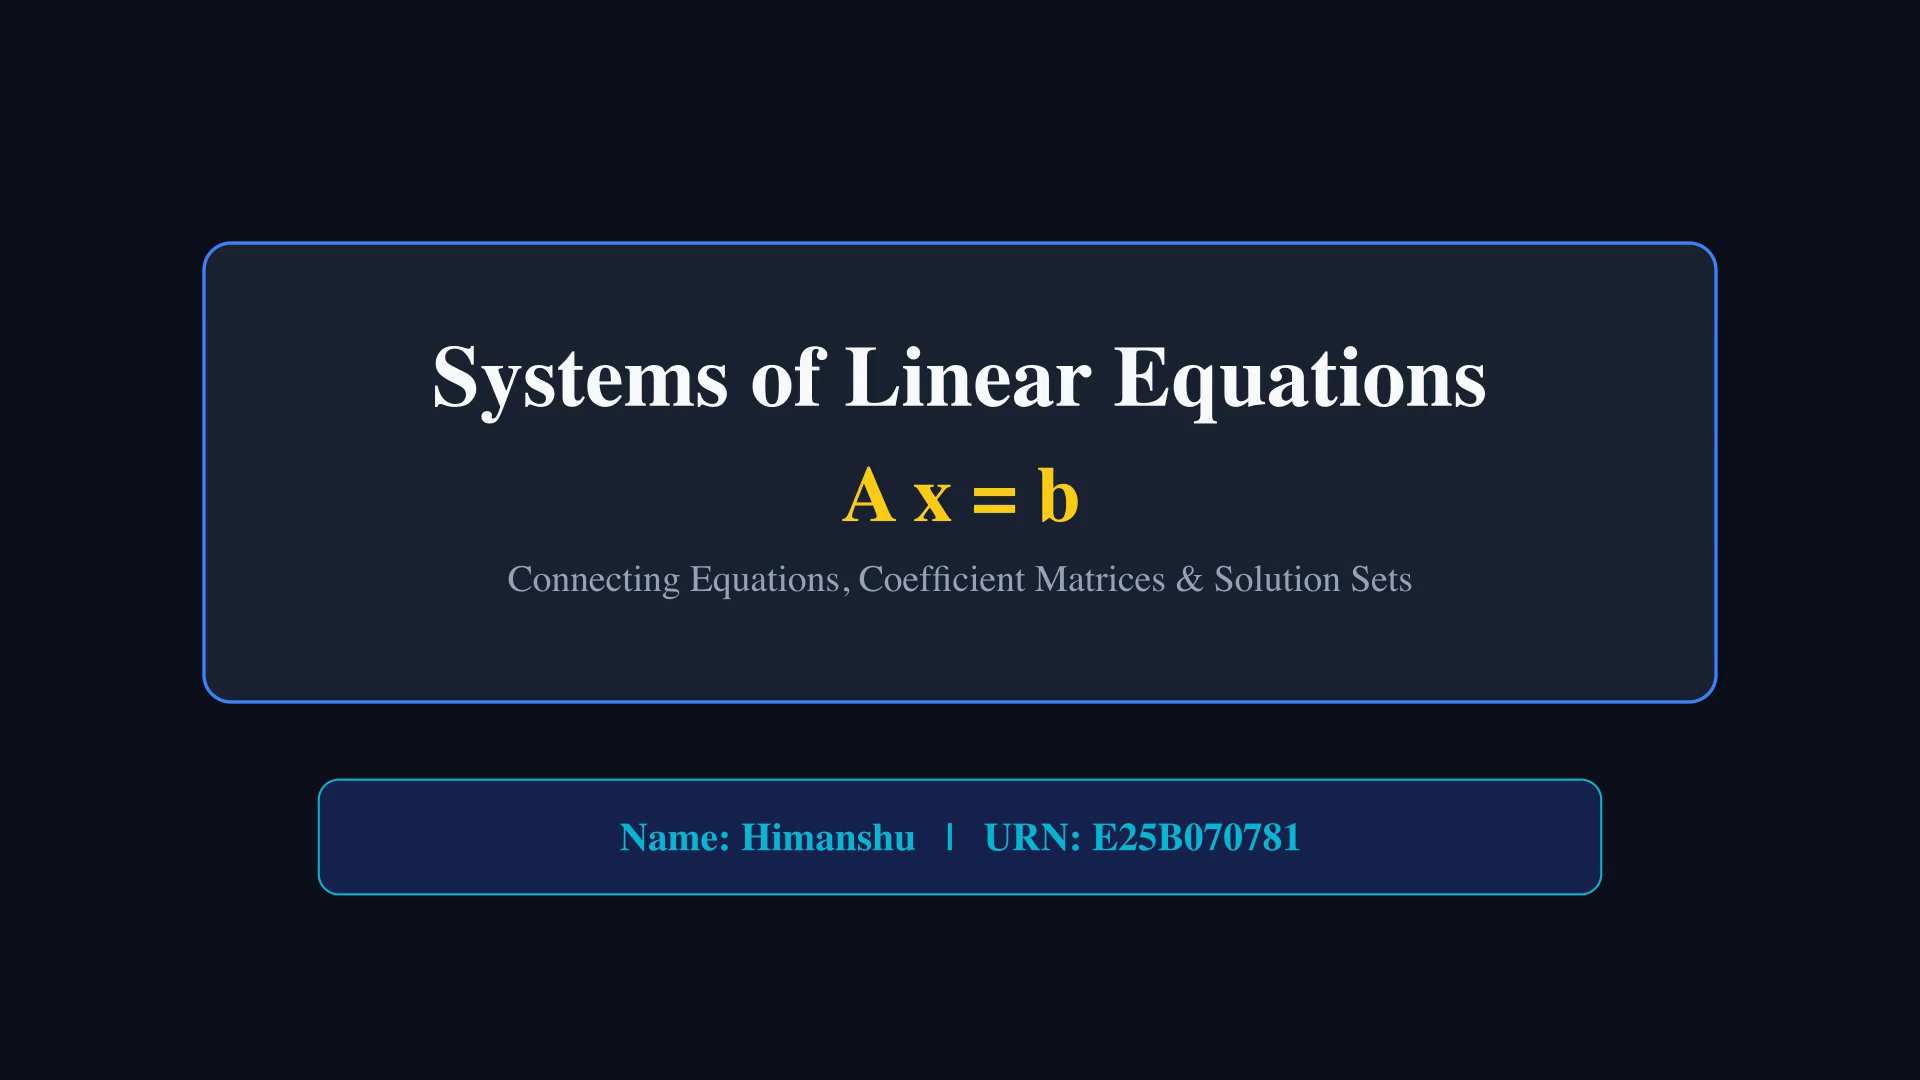 Systems of Linear Equations
A x = b
Connecting Equations, Coefficient Matrices & Solution Sets
Name: Himanshu | URN: E25B070781